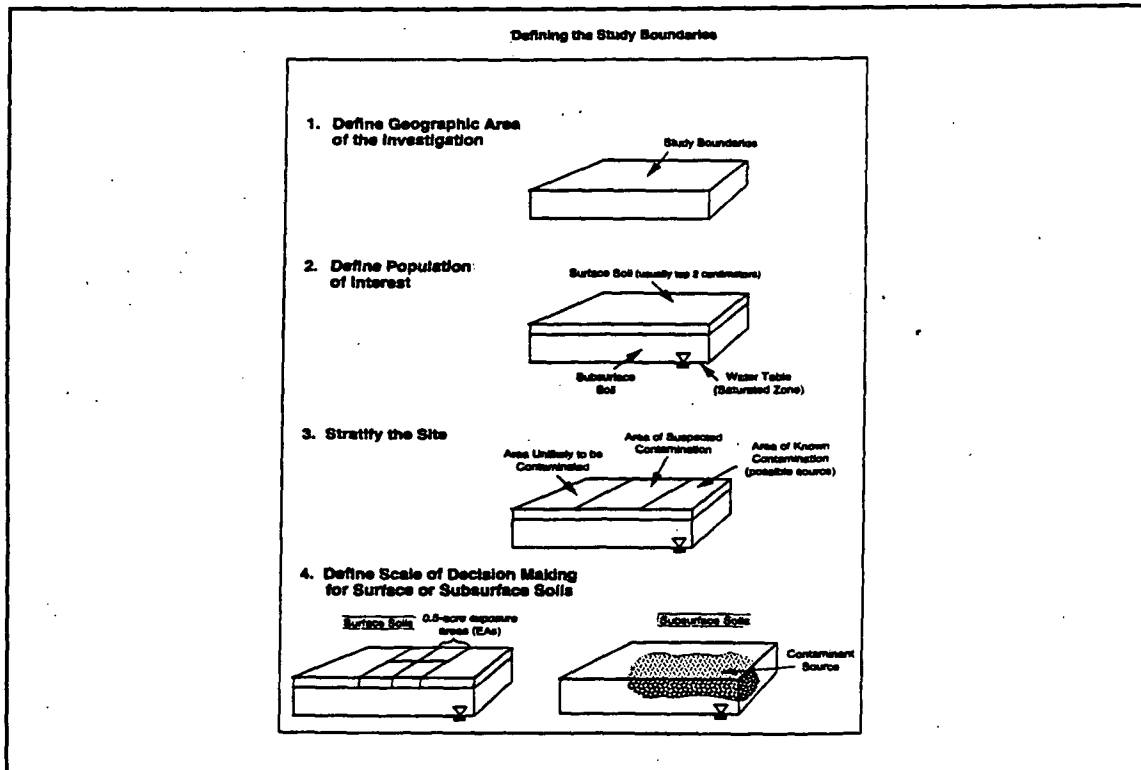 Defining the Study Boundaries
1. Define Geographic Area
of the Investigation
Study Boundaries
2. Define Population
of Interest
Surface Soil (usually top 2 centimeters)
Subsurface
Soil
Water Table
(Saturated Zone)
3. Stratify the Site
Area Unlikely to be
Contaminated
Area of Suspected
Contamination
Area of Known
Contamination
(possible source)
4. Define Scale of Decision Making
for Surface or Subsurface Soils
Surface Soils
0.5-acre exposure
areas (EAs)
Subsurface Soils
Contaminant
Source